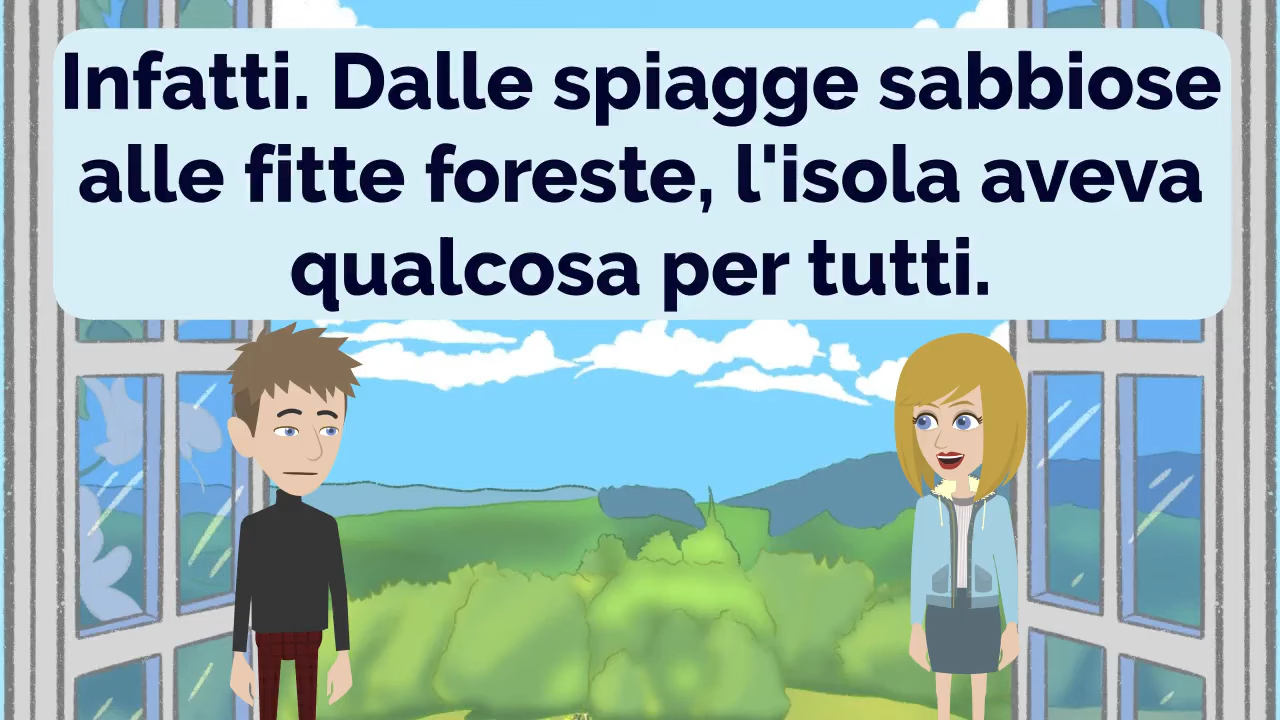 Infatti. Dalle spiagge sabbiose
alle fitte foreste, l'isola aveva
qualcosa per tutti.